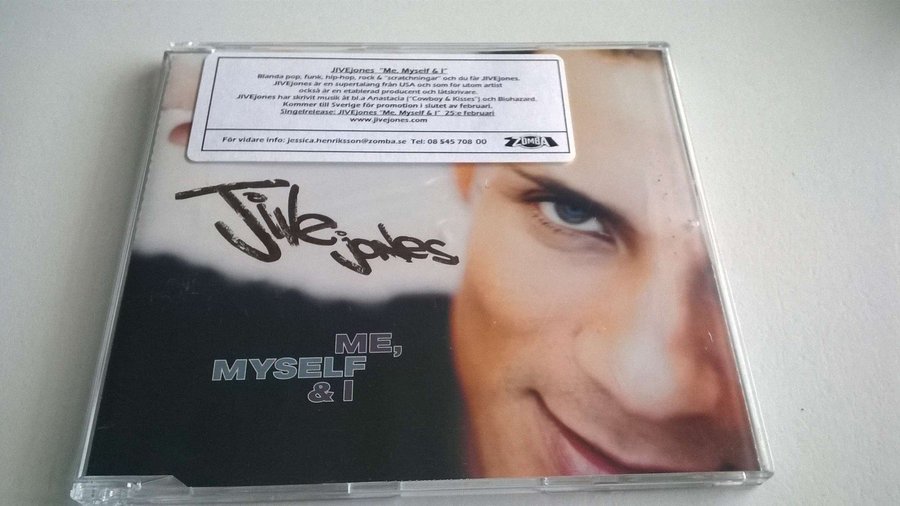 JIVEjones "Me, Myself & I"
Blanda pop, funk, hip-hop, rock & "scratchningar" och du får JIVEjones.
JIVEjones är en supertalang från USA och som för utom artist
också är en etablerad producent och låtskrivare.
JIVEjones har skrivit musik åt bl.a Anastacia ("Cowboy & Kisses") och Biohazard.
Kommer till Sverige för promotion i slutet av februari.
Singelrelease: JIVEjones "Me, Myself & I" 25:e februari
www.jivejones.com
För vidare info: jessica.henriksson@zomba.se Tel: 08 545 708 00
ZOMBA
Jive jones
ME,
MYSELF
& I